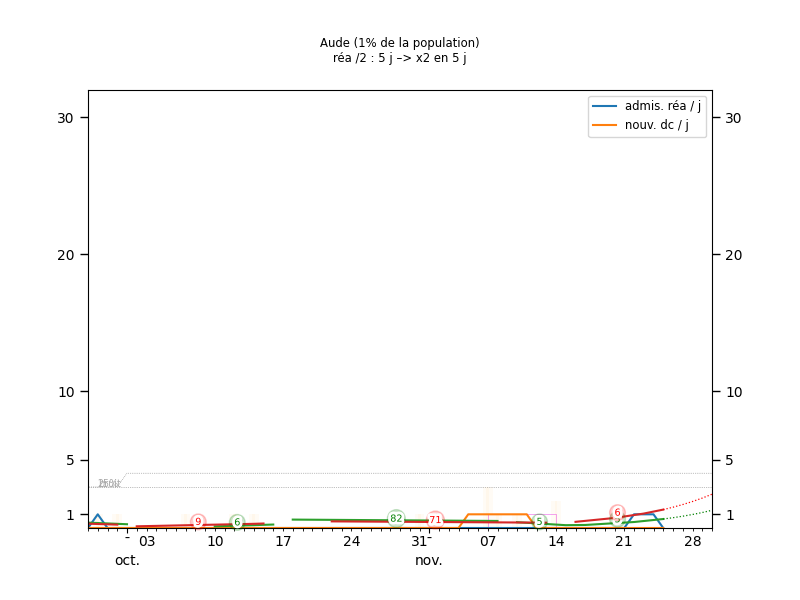 Aude (1% de la population)
réa /2 : 5 j –> x2 en 5 j
admis. réa / j
nouv. dc / j
30 30
20 20
10 10
5 5
1 1
9 6 82 71 5 6
- 03 10 17 24 31 07 14 21 28
oct. nov.